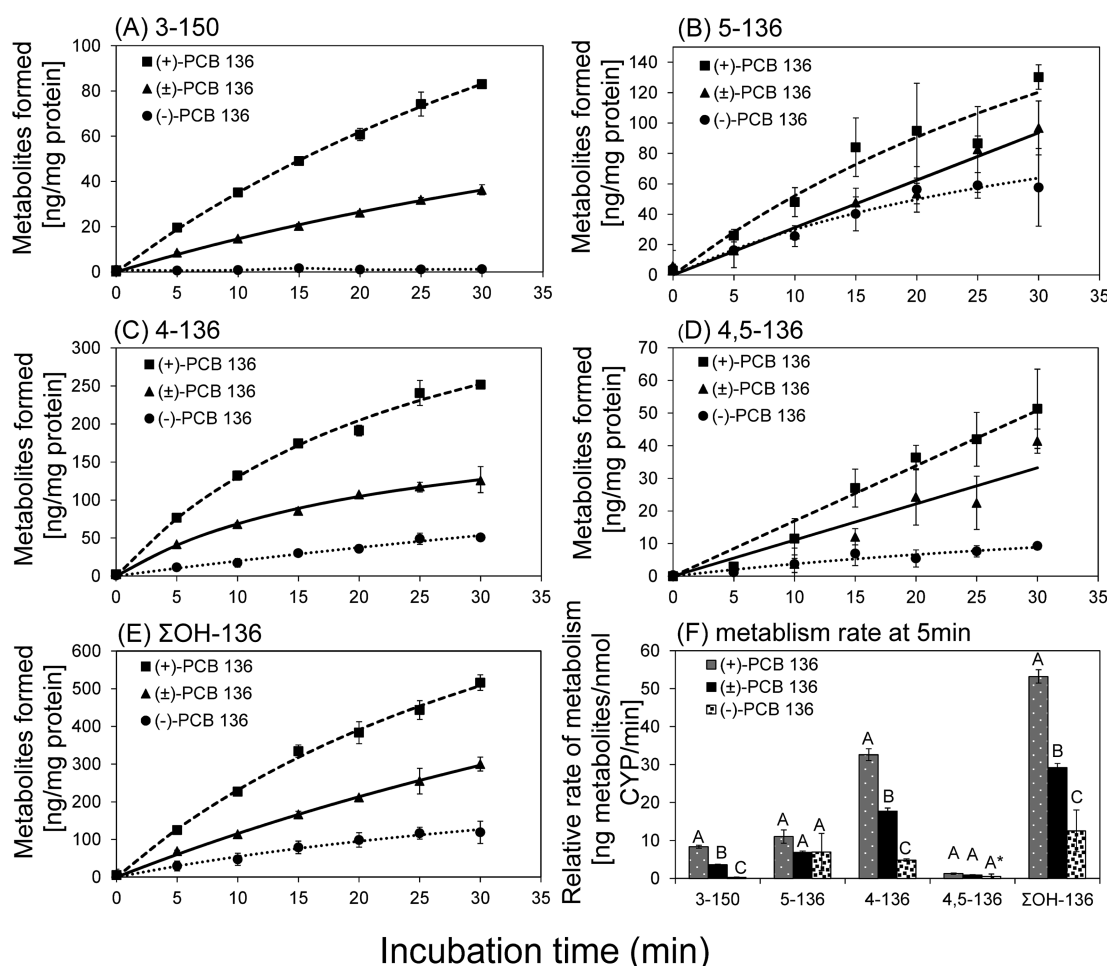 (A) 3-150
Metabolites formed
[ng/mg protein]
100
80
60
40
20
0
(+)-PCB 136
(±)-PCB 136
(-)-PCB 136
0 5 10 15 20 25 30 35
(B) 5-136
Metabolites formed
[ng/mg protein]
140
120
100
80
60
40
20
0
(+)-PCB 136
(±)-PCB 136
(-)-PCB 136
0 5 10 15 20 25 30 35
(C) 4-136
Metabolites formed
[ng/mg protein]
300
250
200
150
100
50
0
(+)-PCB 136
(±)-PCB 136
(-)-PCB 136
0 5 10 15 20 25 30 35
(D) 4,5-136
Metabolites formed
[ng/mg protein]
70
60
50
40
30
20
10
0
(+)-PCB 136
(±)-PCB 136
(-)-PCB 136
0 5 10 15 20 25 30 35
(E) ΣOH-136
Metabolites formed
[ng/mg protein]
600
500
400
300
200
100
0
(+)-PCB 136
(±)-PCB 136
(-)-PCB 136
0 5 10 15 20 25 30 35
(F) metablism rate at 5min
Relative rate of metabolism
[ng metabolites/nmol
CYP/min]
60
50
40
30
20
10
0
(+)-PCB 136
(±)-PCB 136
(-)-PCB 136
A B C
A A A
A B C
A A A*
A B C
3-150 5-136 4-136 4,5-136 ΣOH-136
Incubation time (min)